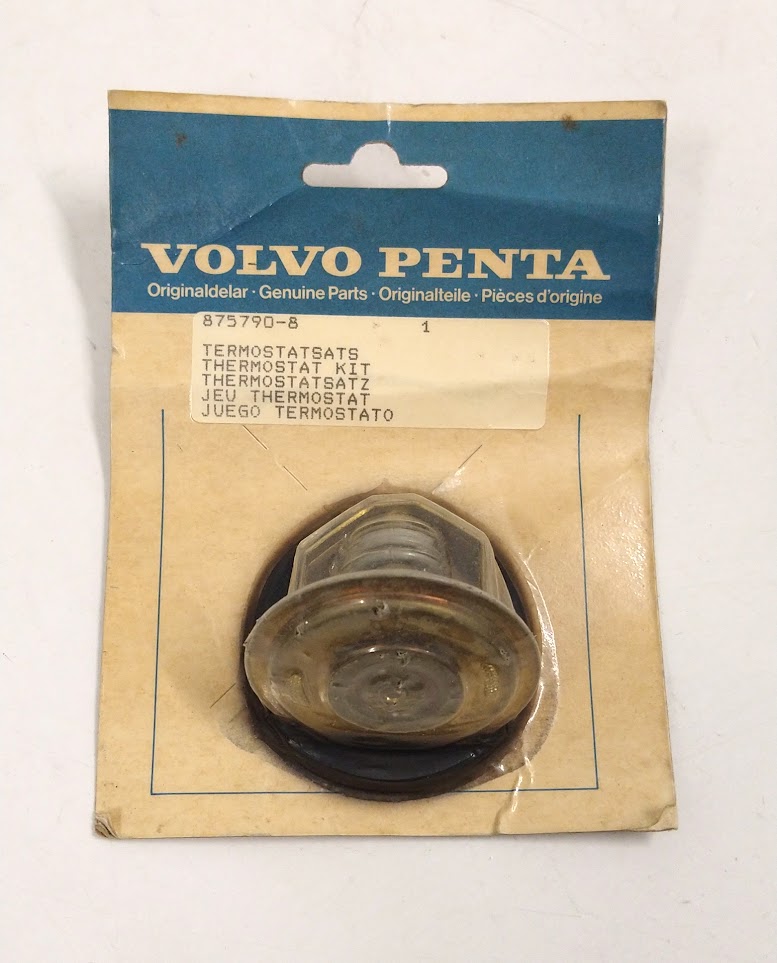 VOLVO PENTA
Originaldelar · Genuine Parts · Originalteile · Pièces d'origine
875790-8 1
TERMOSTATSATS
THERMOSTAT KIT
THERMOSTATSATZ
JEU THERMOSTAT
JUEGO TERMOSTATO